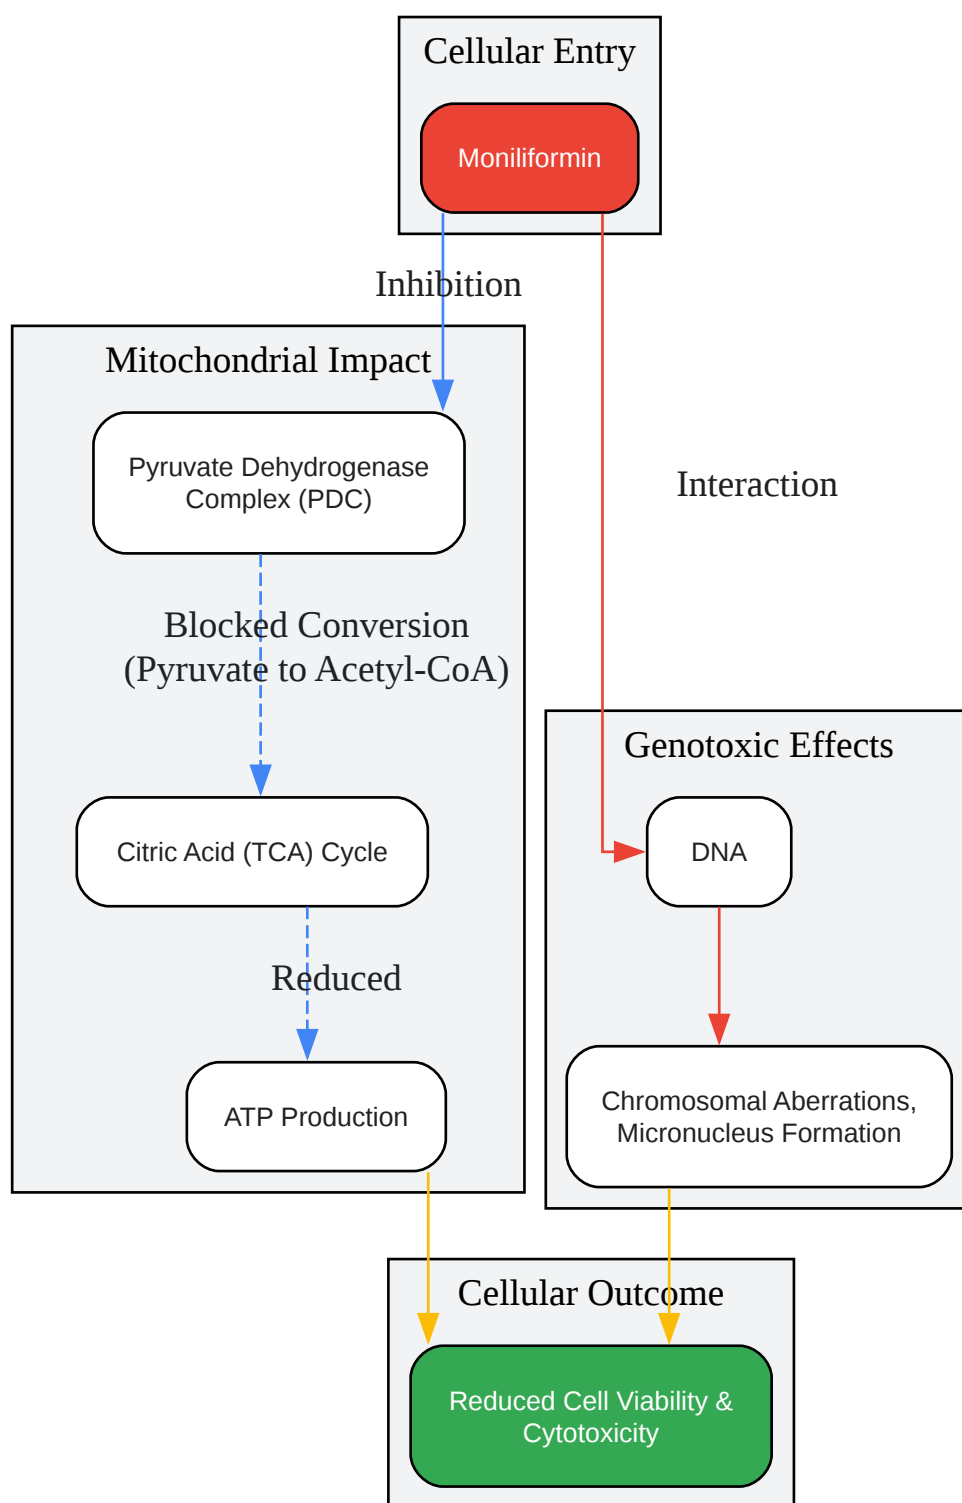 Cellular Entry
Moniliformin
Inhibition
Mitochondrial Impact
Pyruvate Dehydrogenase
Complex (PDC)
Interaction
Blocked Conversion
(Pyruvate to Acetyl-CoA)
Genotoxic Effects
Citric Acid (TCA) Cycle
DNA
Reduced
ATP Production
Chromosomal Aberrations,
Micronucleus Formation
Cellular Outcome
Reduced Cell Viability &
Cytotoxicity